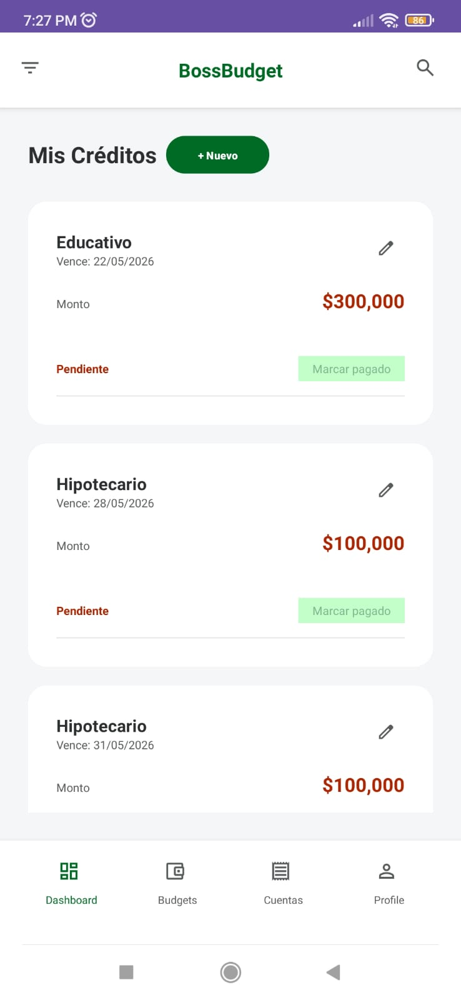 7:27 PM
86
BossBudget
Mis Créditos
+ Nuevo
Educativo
Vence: 22/05/2026
Monto
$300,000
Pendiente
Marcar pagado
Hipotecario
Vence: 28/05/2026
Monto
$100,000
Pendiente
Marcar pagado
Hipotecario
Vence: 31/05/2026
Monto
$100,000
Dashboard
Budgets
Cuentas
Profile